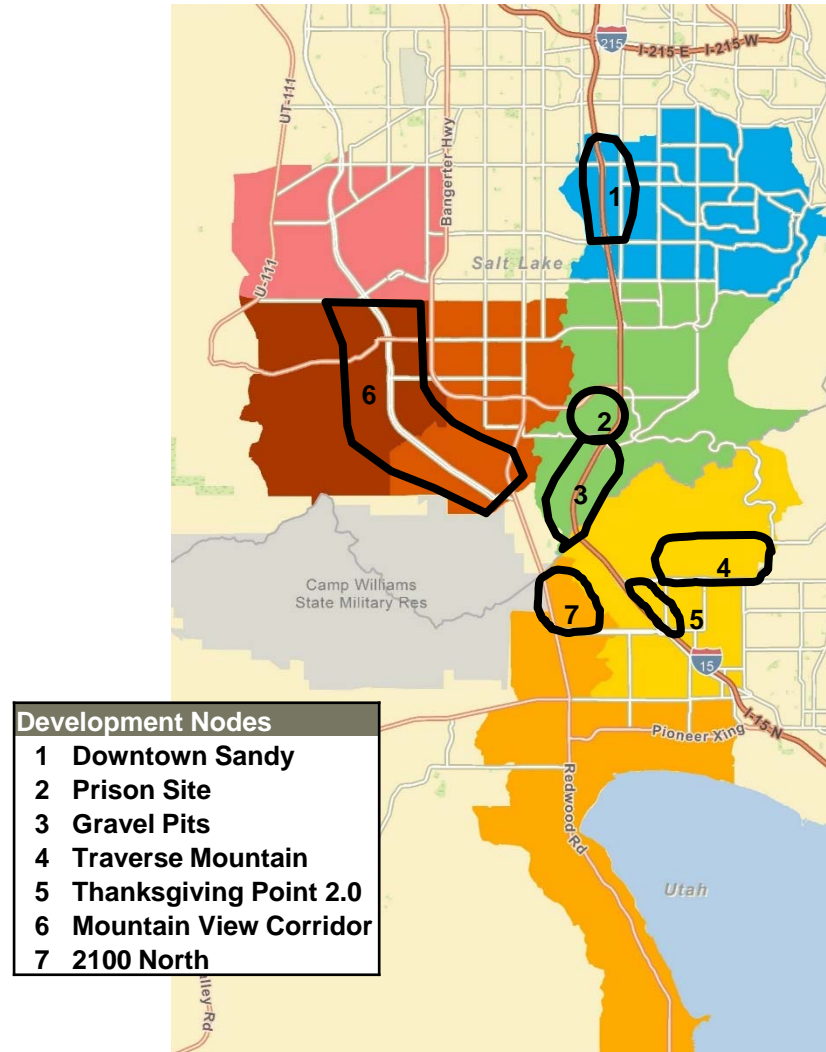 215
I-215 E
I-215 W
UT-111
Bangerter-Hwy
1
Salt Lake
U-111
6
2
3
4
Camp Williams
State Military Res
7
5
15
Development Nodes
1 Downtown Sandy
2 Prison Site
3 Gravel Pits
4 Traverse Mountain
5 Thanksgiving Point 2.0
6 Mountain View Corridor
7 2100 North
I-15-N
Pioneer Xing
Redwood Rd
Utah
alley Rd